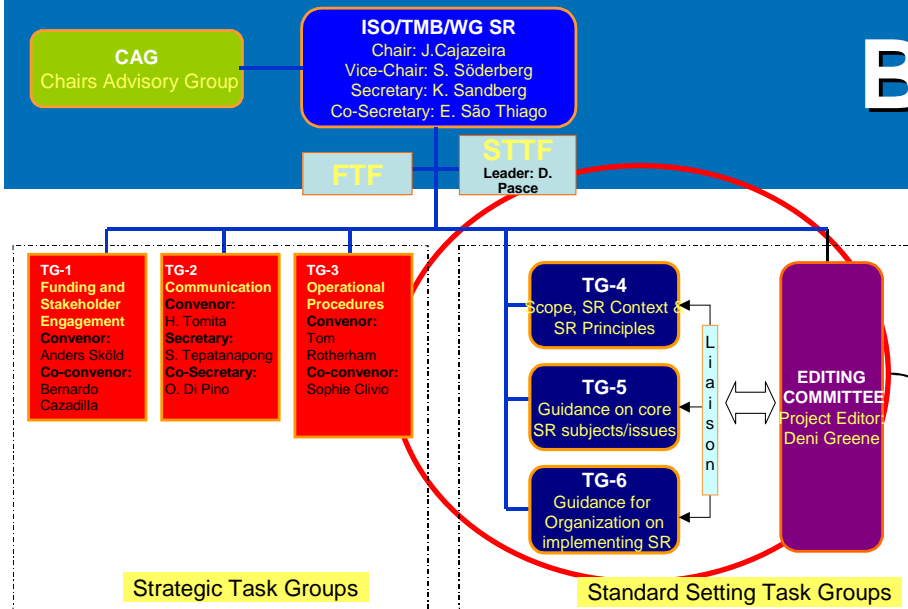 ISO/TMB/WG SR
Chair: J.Cajazeira
Vice-Chair: S. Söderberg
Secretary: K. Sandberg
Co-Secretary: E. São Thiago
CAG
Chairs Advisory Group
B
FTF
STTF
Leader: D.
Pasce
TG-1
Funding and
Stakeholder
Engagement
Convenor:
Anders Sköld
Co-convenor:
Bernardo
Cazadilla
TG-2
Communication
Convenor:
H. Tomita
Secretary:
S. Tepatanapong
Co-Secretary:
O. Di Pino
TG-3
Operational
Procedures
Convenor:
Tom
Rotherham
Co-convenor:
Sophie Clivio
TG-4
Scope, SR Context &
SR Principles
TG-5
Guidance on core
SR subjects/issues
TG-6
Guidance for
Organization on
implementing SR
Liaison
EDITING
COMMITTEE
Project Editor:
Deni Greene
Strategic Task Groups
Standard Setting Task Groups